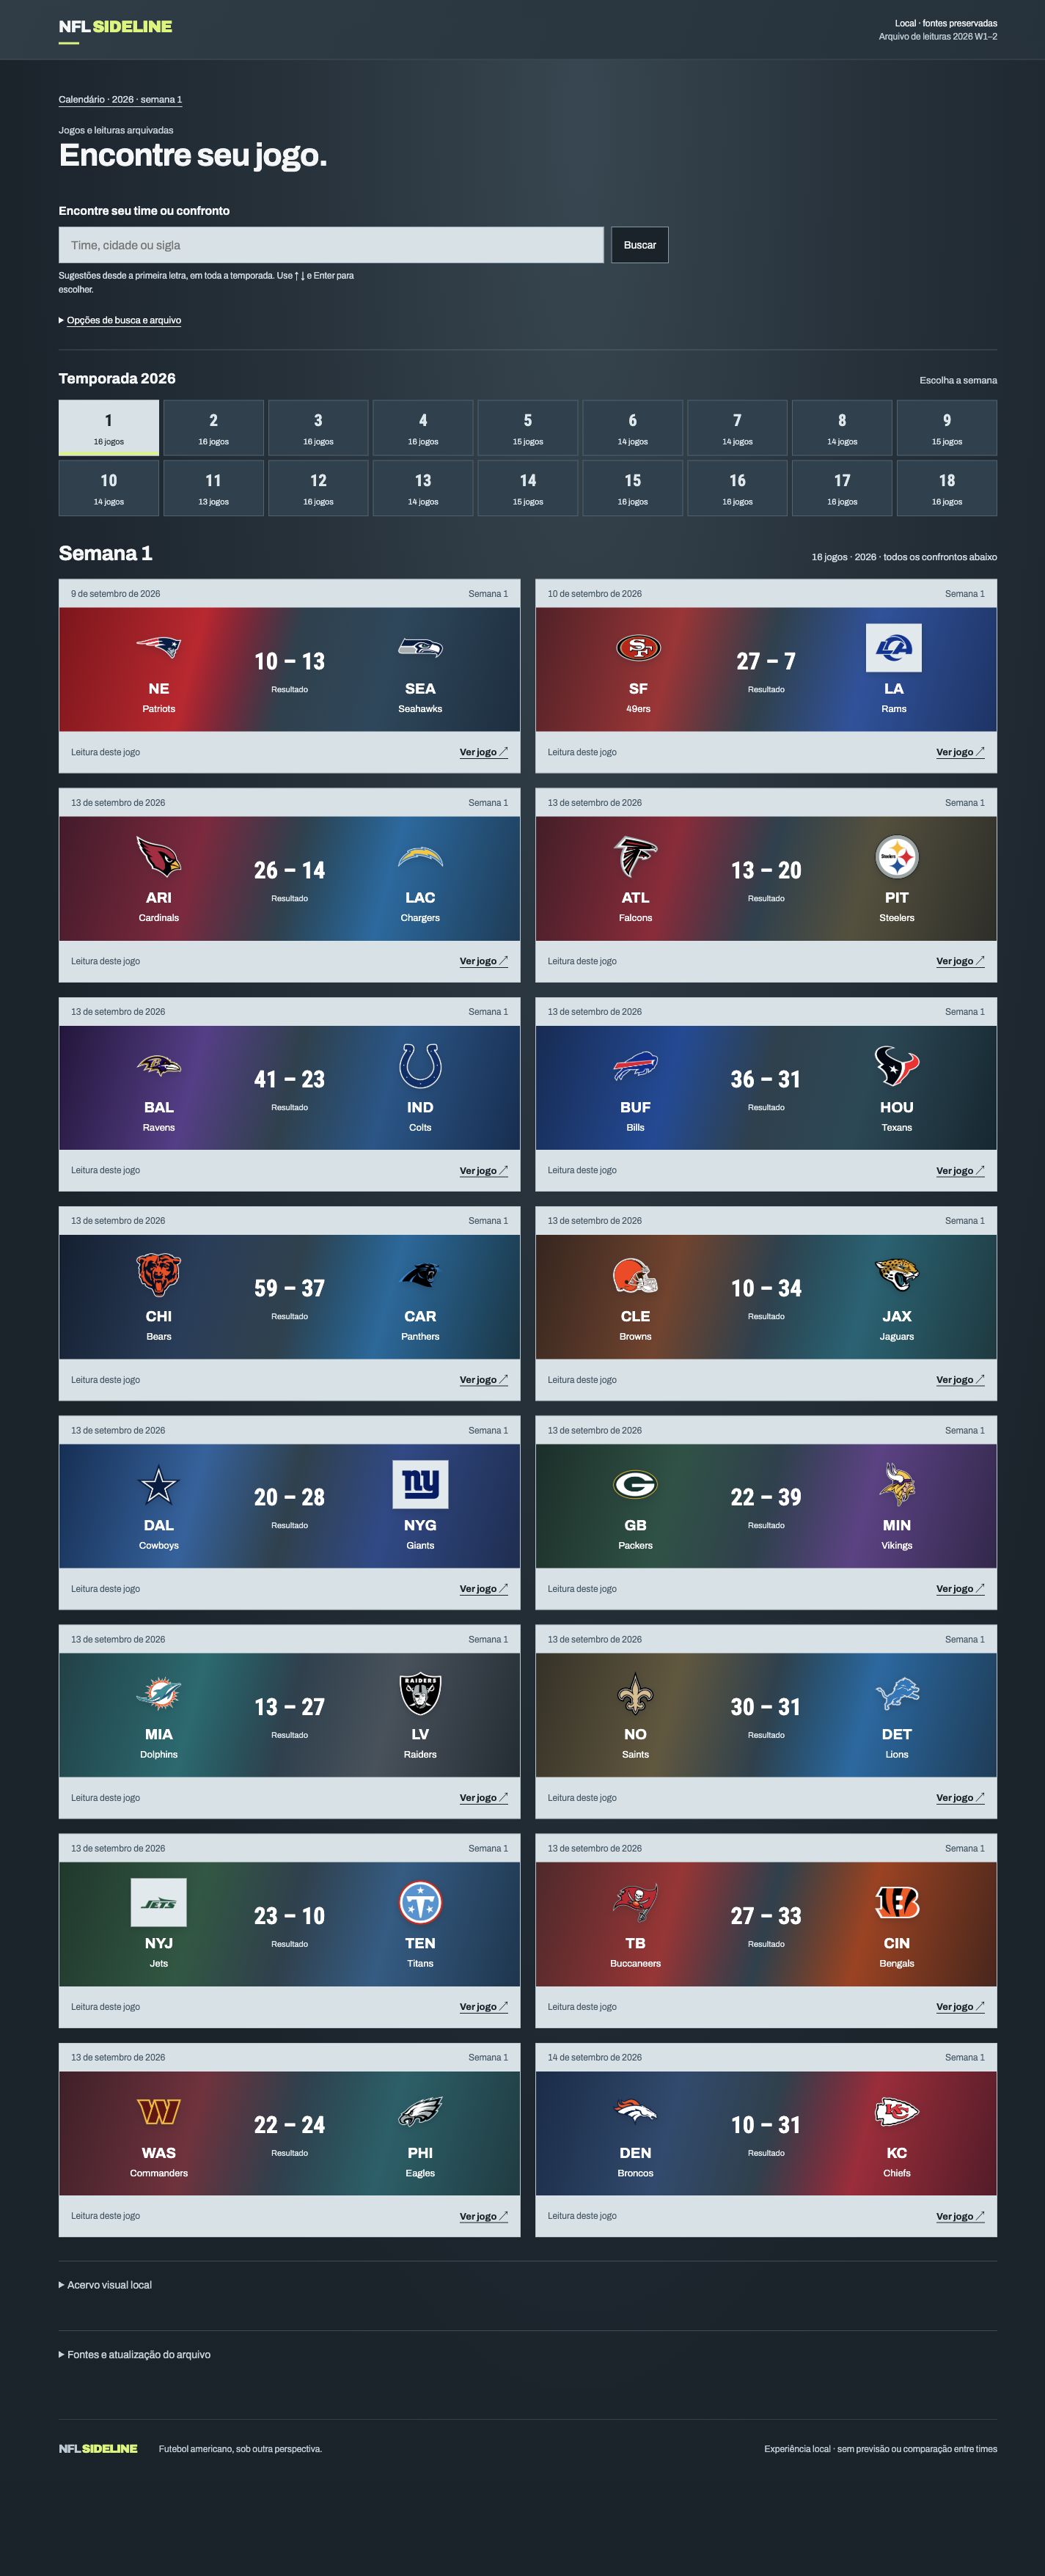 NFL SIDELINE
Local · fontes preservadas
Arquivo de leituras 2026 W1–2
Calendário · 2026 · semana 1
Jogos e leituras arquivadas
Encontre seu jogo.
Encontre seu time ou confronto
Time, cidade ou sigla
Buscar
Sugestões desde a primeira letra, em toda a temporada. Use ↑ ↓ e Enter para
escolher.
▶ Opções de busca e arquivo
Temporada 2026
Escolha a semana
1 2 3 4 5 6 7 8 9
16 jogos 16 jogos 16 jogos 16 jogos 15 jogos 14 jogos 14 jogos 14 jogos 15 jogos
10 11 12 13 14 15 16 17 18
14 jogos 13 jogos 16 jogos 14 jogos 15 jogos 16 jogos 16 jogos 16 jogos 16 jogos
Semana 1
16 jogos · 2026 · todos os confrontos abaixo
9 de setembro de 2026 Semana 1
10 – 13
NE Resultado SEA
Patriots Seahawks
Leitura deste jogo Ver jogo ↗
10 de setembro de 2026 Semana 1
SF LA
27 – 7
SF Resultado LA
49ers Rams
Leitura deste jogo Ver jogo ↗
13 de setembro de 2026 Semana 1
26 – 14
ARI Resultado LAC
Cardinals Chargers
Leitura deste jogo Ver jogo ↗
13 de setembro de 2026 Semana 1
Steelers
13 – 20
ATL Resultado PIT
Falcons Steelers
Leitura deste jogo Ver jogo ↗
13 de setembro de 2026 Semana 1
41 – 23
BAL Resultado IND
Ravens Colts
Leitura deste jogo Ver jogo ↗
13 de setembro de 2026 Semana 1
36 – 31
BUF Resultado HOU
Bills Texans
Leitura deste jogo Ver jogo ↗
13 de setembro de 2026 Semana 1
59 – 37
CHI Resultado CAR
Bears Panthers
Leitura deste jogo Ver jogo ↗
13 de setembro de 2026 Semana 1
10 – 34
CLE Resultado JAX
Browns Jaguars
Leitura deste jogo Ver jogo ↗
13 de setembro de 2026 Semana 1
ny
20 – 28
DAL Resultado NYG
Cowboys Giants
Leitura deste jogo Ver jogo ↗
13 de setembro de 2026 Semana 1
G
22 – 39
GB Resultado MIN
Packers Vikings
Leitura deste jogo Ver jogo ↗
13 de setembro de 2026 Semana 1
RAIDERS
13 – 27
MIA Resultado LV
Dolphins Raiders
Leitura deste jogo Ver jogo ↗
13 de setembro de 2026 Semana 1
30 – 31
NO Resultado DET
Saints Lions
Leitura deste jogo Ver jogo ↗
13 de setembro de 2026 Semana 1
JETS T
23 – 10
NYJ Resultado TEN
Jets Titans
Leitura deste jogo Ver jogo ↗
13 de setembro de 2026 Semana 1
B
27 – 33
TB Resultado CIN
Buccaneers Bengals
Leitura deste jogo Ver jogo ↗
13 de setembro de 2026 Semana 1
W
22 – 24
WAS Resultado PHI
Commanders Eagles
Leitura deste jogo Ver jogo ↗
14 de setembro de 2026 Semana 1
KC
10 – 31
DEN Resultado KC
Broncos Chiefs
Leitura deste jogo Ver jogo ↗
▶ Acervo visual local
▶ Fontes e atualização do arquivo
NFL SIDELINE
Futebol americano, sob outra perspectiva.
Experiência local · sem previsão ou comparação entre times